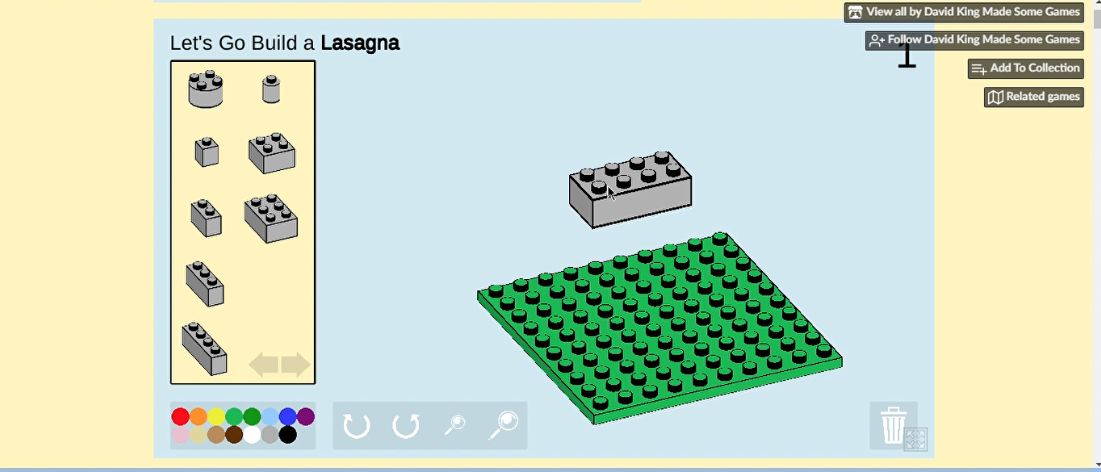 View all by David King Made Some Games
Let's Go Build a Lasagna
Follow David King Made Some Games
1
Add To Collection
Related games